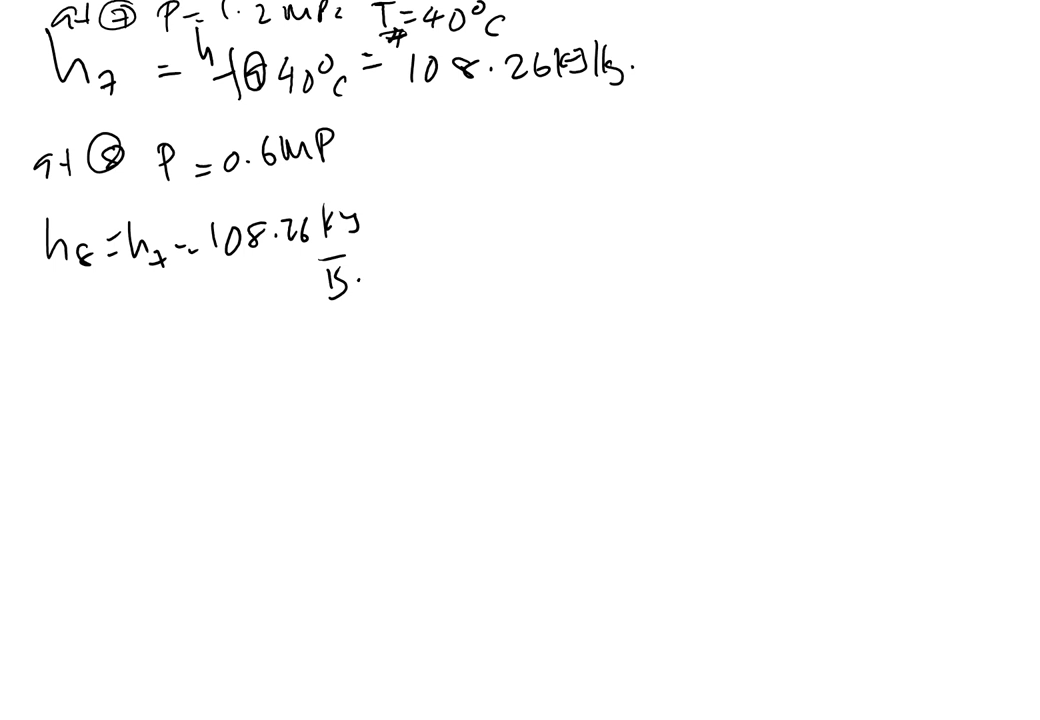 at ⑦ P = 1.2 MPa T₇ = 40°C
h₇ = hf@40°C = 108.26 kJ/kg.
at ⑧ P = 0.6 MP
h₈ = h₇ = 108.26 kJ/kg.